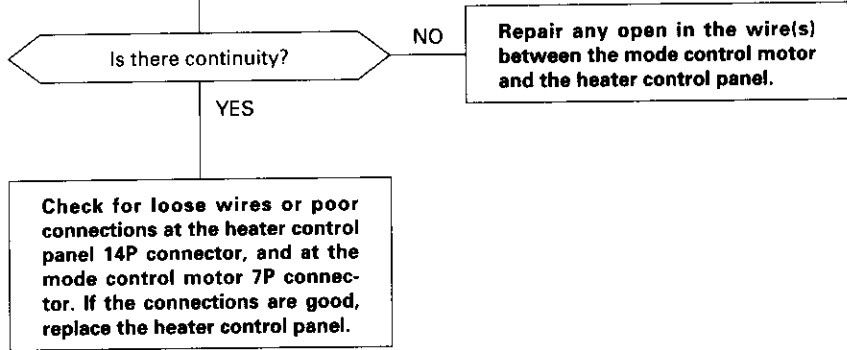 Is there continuity?
NO
Repair any open in the wire(s)
between the mode control motor
and the heater control panel.
YES
Check for loose wires or poor
connections at the heater control
panel 14P connector, and at the
mode control motor 7P connec-
tor. If the connections are good,
replace the heater control panel.